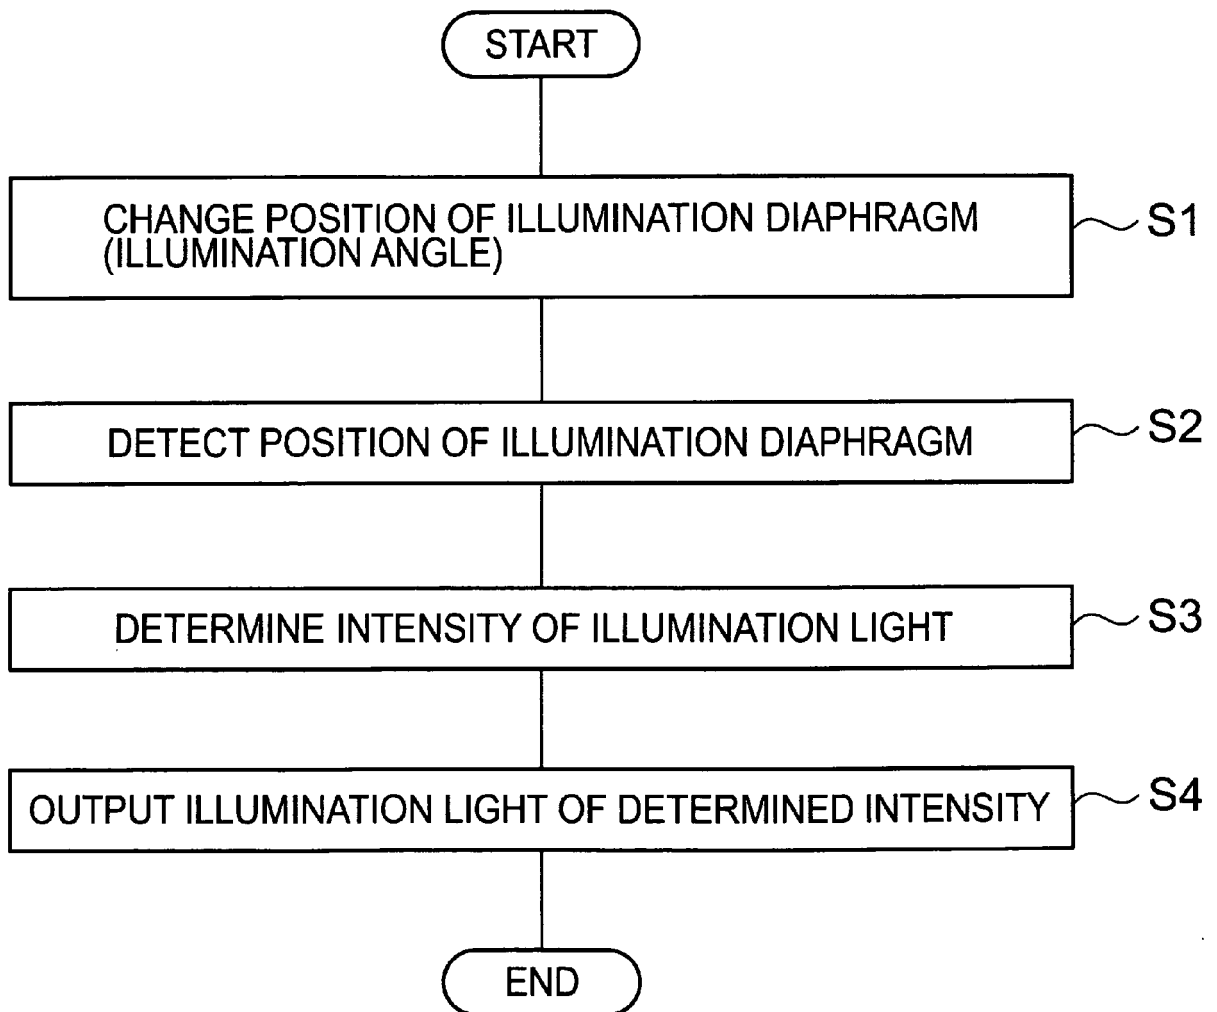 START
CHANGE POSITION OF ILLUMINATION DIAPHRAGM
(ILLUMINATION ANGLE)
S1
DETECT POSITION OF ILLUMINATION DIAPHRAGM
S2
DETERMINE INTENSITY OF ILLUMINATION LIGHT
S3
OUTPUT ILLUMINATION LIGHT OF DETERMINED INTENSITY
S4
END